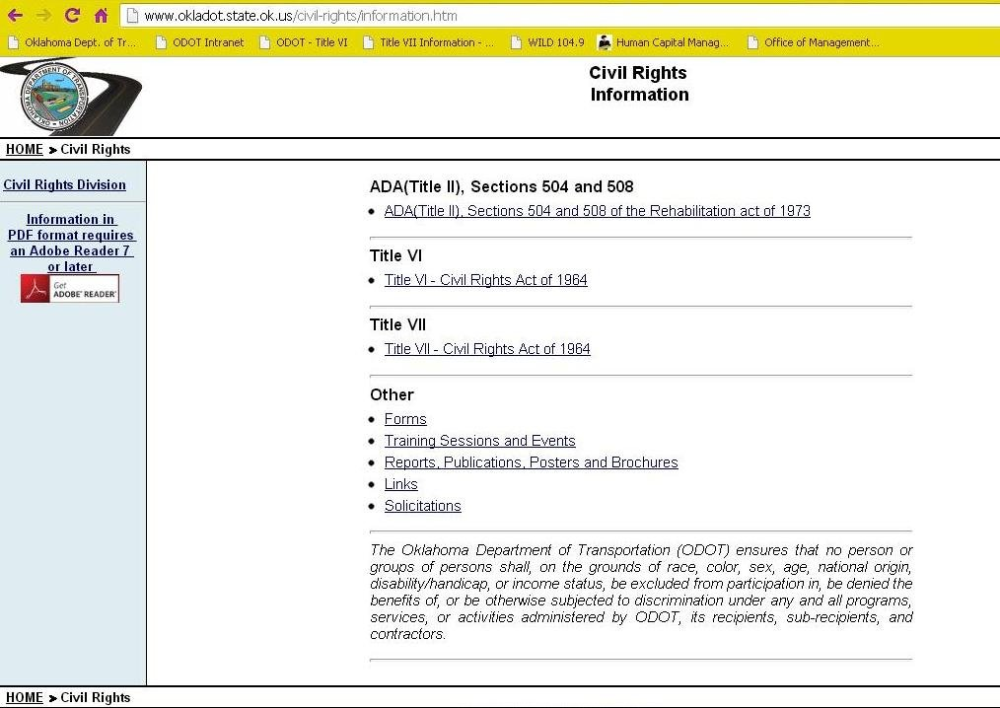 www.okladot.state.ok.us/civil-rights/information.htm
Oklahoma Dept. of Tr... ODOT Intranet ODOT - Title VI Title VII Information - ... WILD 104.9 Human Capital Manag... Office of Management...
OKLAHOMA DEPARTMENT OF TRANSPORTATION
Civil Rights
Information
HOME > Civil Rights
Civil Rights Division
Information in
PDF format requires
an Adobe Reader 7
or later
Get
ADOBE® READER®
ADA(Title II), Sections 504 and 508
• ADA(Title II), Sections 504 and 508 of the Rehabilitation act of 1973
Title VI
• Title VI - Civil Rights Act of 1964
Title VII
• Title VII - Civil Rights Act of 1964
Other
• Forms
• Training Sessions and Events
• Reports, Publications, Posters and Brochures
• Links
• Solicitations
The Oklahoma Department of Transportation (ODOT) ensures that no person or
groups of persons shall, on the grounds of race, color, sex, age, national origin,
disability/handicap, or income status, be excluded from participation in, be denied the
benefits of, or be otherwise subjected to discrimination under any and all programs,
services, or activities administered by ODOT, its recipients, sub-recipients, and
contractors.
HOME > Civil Rights